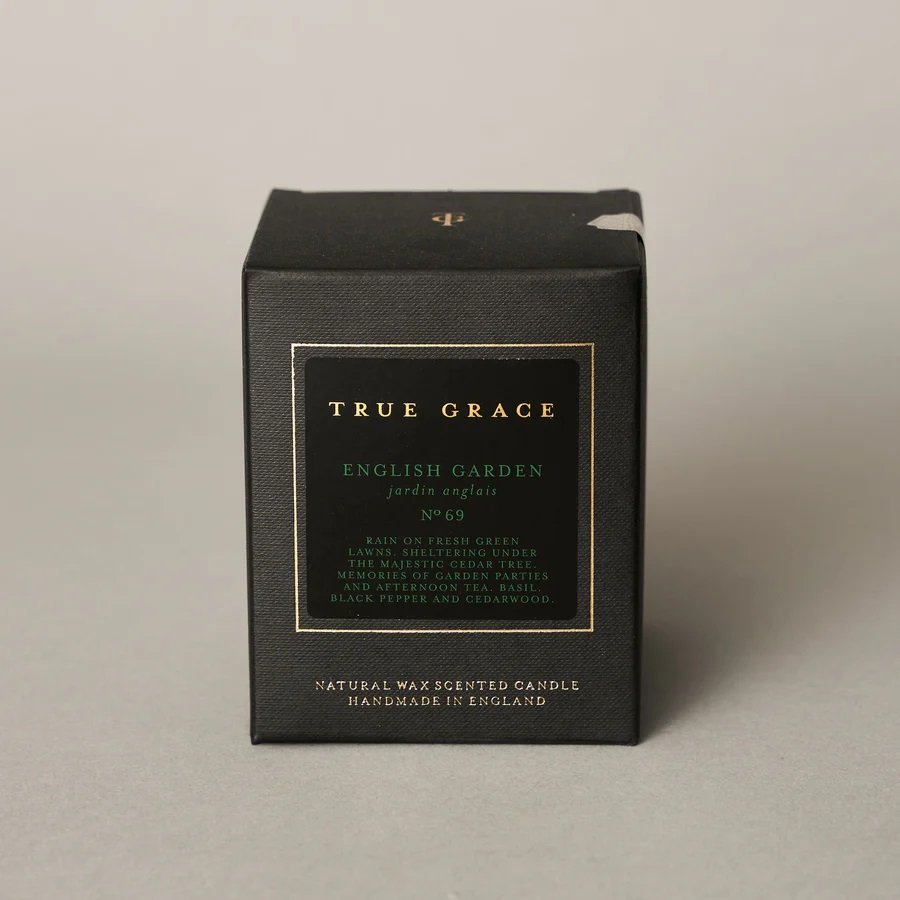 TRUE GRACE
ENGLISH GARDEN
jardin anglais
Nº 69
RAIN ON FRESH GREEN
LAWNS. SHELTERING UNDER
THE MAJESTIC CEDAR TREE.
MEMORIES OF GARDEN PARTIES
AND AFTERNOON TEA. BASIL,
BLACK PEPPER AND CEDARWOOD.
NATURAL WAX SCENTED CANDLE
HANDMADE IN ENGLAND